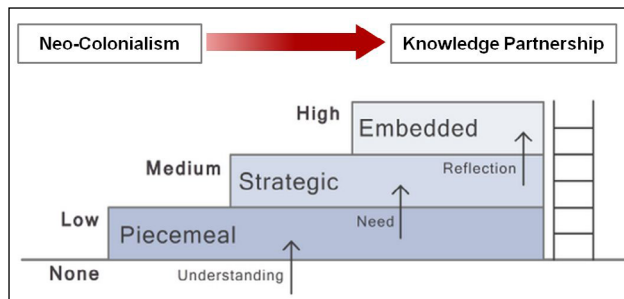 Neo-Colonialism
Knowledge Partnership
High
Embedded
Reflection
Medium
Strategic
Need
Low
Piecemeal
Understanding
None